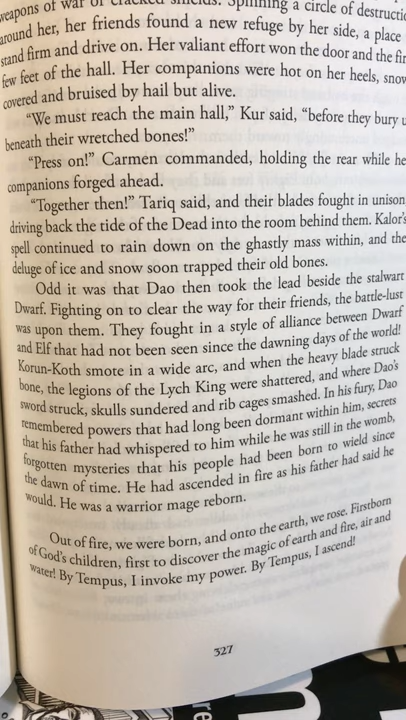 weapons of war or cracked shields. Spinning a circle of destructi
around her, her friends found a new refuge by her side, a place
stand firm and drive on. Her valiant effort won the door and the fir
few feet of the hall. Her companions were hot on her heels, snow
covered and bruised by hail but alive.
“We must reach the main hall,” Kur said, “before they bury u
beneath their wretched bones!”
“Press on!” Carmen commanded, holding the rear while he
companions forged ahead.
“Together then!” Tariq said, and their blades fought in unison
driving back the tide of the Dead into the room behind them. Kalor’s
spell continued to rain down on the ghastly mass within, and the
deluge of ice and snow soon trapped their old bones.
Odd it was that Dao then took the lead beside the stalwart
Dwarf. Fighting on to clear the way for their friends, the battle-lust
was upon them. They fought in a style of alliance between Dwarf
and Elf that had not been seen since the dawning days of the world!
Korun-Koth smote in a wide arc, and when the heavy blade struck
bone, the legions of the Lych King were shattered, and where Dao’s
sword struck, skulls sundered and rib cages smashed. In his fury, Dao
remembered powers that had long been dormant within him, secrets
that his father had whispered to him while he was still in the womb,
forgotten mysteries that his people had been born to wield since
the dawn of time. He had ascended in fire as his father had said he
would. He was a warrior mage reborn.
Out of fire, we were born, and onto the earth, we rose. Firstborn
of God’s children, first to discover the magic of earth and fire, air and
water! By Tempus, I invoke my power. By Tempus, I ascend!
327
re